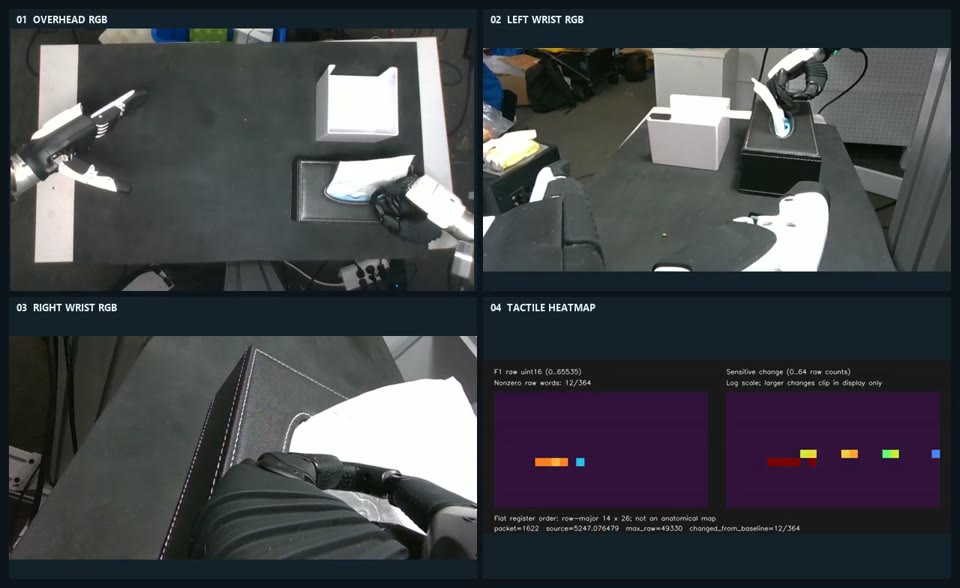 01 OVERHEAD RGB
02 LEFT WRIST RGB
03 RIGHT WRIST RGB
04 TACTILE HEATMAP
F1 raw uint16 (0..65535)
Nonzero raw words: 12/364
Sensitive change (0..64 raw counts)
Log scale; larger changes clip in display only
Flat register order: row-major 14 x 26; not an anatomical map
packet=1622 source=5247.076479 max_raw=49330 changed_from_baseline=12/364